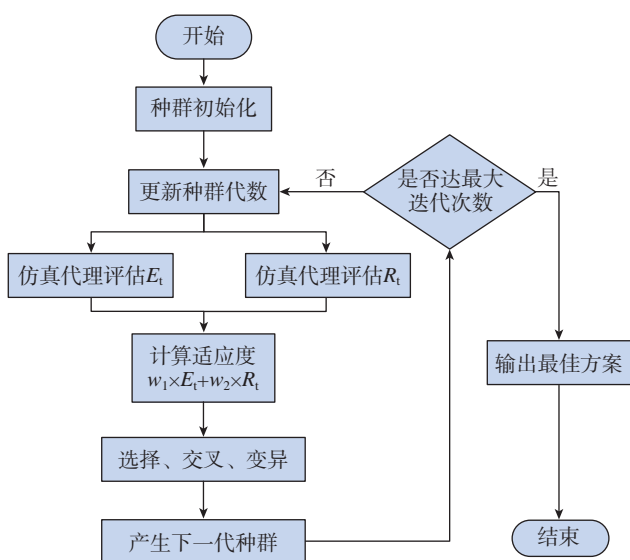 开始
种群初始化
更新种群代数
否
是否达最大
迭代次数
是
仿真代理评估Eₜ
仿真代理评估Rₜ
计算适应度
w₁×Eₜ+w₂×Rₜ
输出最佳方案
选择、交叉、变异
产生下一代种群
结束